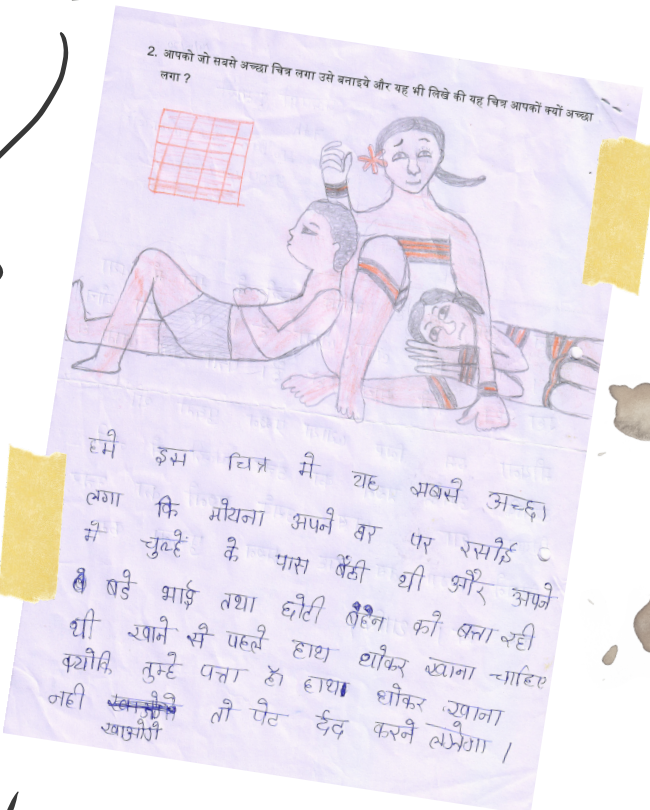 2. आपको जो सबसे अच्छा चित्र लगा उसे बनाइये और यह भी लिखे की यह चित्र आपकों क्यों अच्छा
लगा ?
हमे इस चित्र मे यह सबसे अच्छा
लगा कि मोयना अपने घर पर रसोई
मे चुल्हें के पास बैठी थी और अपने
बडे भाई तथा छोटी बहन को बत्ता रही
थी खाने से पहले हाथ धोकर खाना चाहिए
क्योकि तुम्हे पत्ता है। हाथ धोकर खाना
नही खाओगे तो पेट र्दद करने लगेगा ।